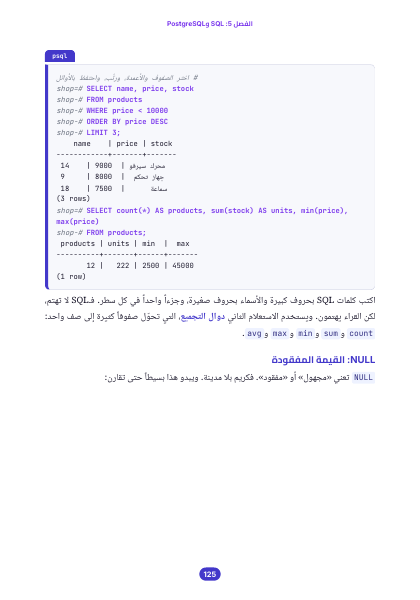 الفصل 5: SQL وPostgreSQL
psql
# اختر الصفوف والأعمدة، ورتّب، واحتفظ بالأوائل
shop=# SELECT name, price, stock
shop-# FROM products
shop-# WHERE price < 10000
shop-# ORDER BY price DESC
shop-# LIMIT 3;
name | price | stock
------------+-------+-------
محرك سيرفو | 9000 | 14
جهاز تحكم | 8000 | 9
سماعة | 7500 | 18
(3 rows)
shop=# SELECT count(*) AS products, sum(stock) AS units, min(price),
max(price)
shop-# FROM products;
products | units | min | max
----------+-------+------+-------
12 | 222 | 2500 | 45000
(1 row)
اكتب كلمات SQL بحروف كبيرة والأسماء بحروف صغيرة، وجزءاً واحداً في كل سطر. فـSQL لا تهتم،
لكن القراء يهتمون. ويستخدم الاستعلام الثاني دوال التجميع، التي تحوّل صفوفاً كثيرة إلى صف واحد:
count و sum و min و max و avg.
NULL: القيمة المفقودة
NULL تعني «مجهول» أو «مفقود». فكريم بلا مدينة. ويبدو هذا بسيطاً حتى تقارن:
125